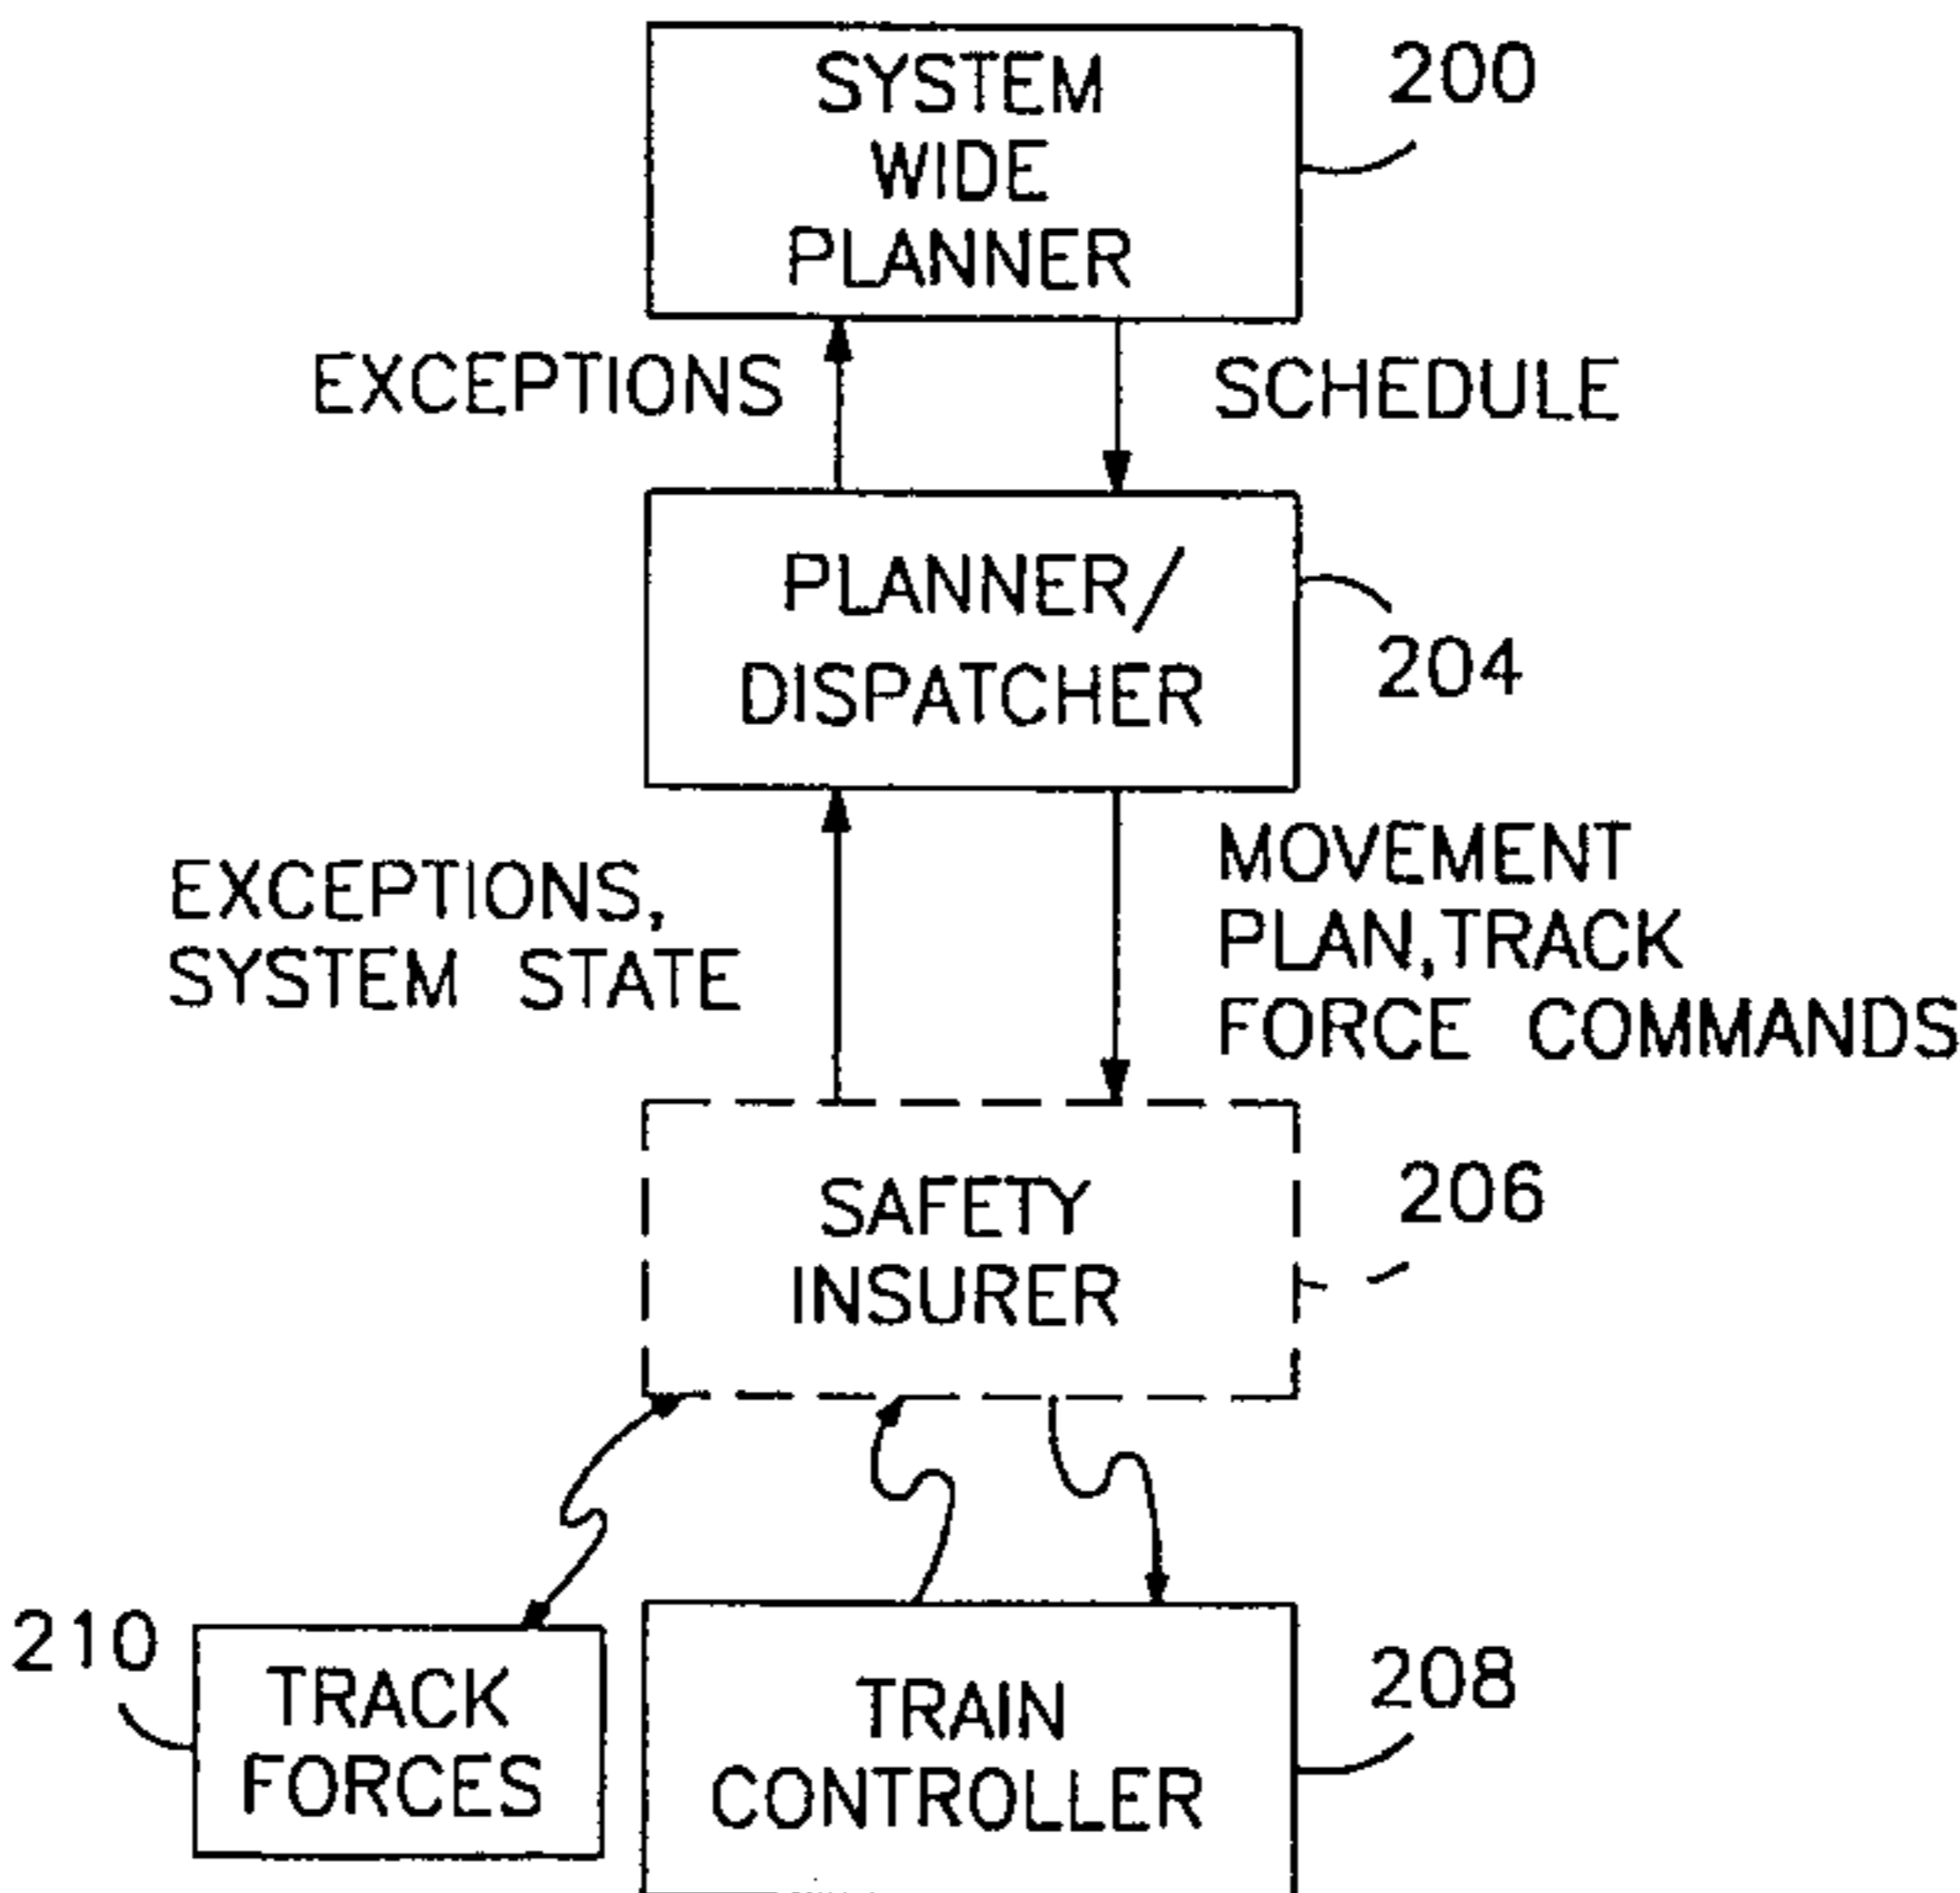 SYSTEM
WIDE
PLANNER
200
EXCEPTIONS
SCHEDULE
PLANNER/
DISPATCHER
204
EXCEPTIONS,
SYSTEM STATE
MOVEMENT
PLAN,TRACK
FORCE COMMANDS
SAFETY
INSURER
206
210
TRACK
FORCES
TRAIN
CONTROLLER
208